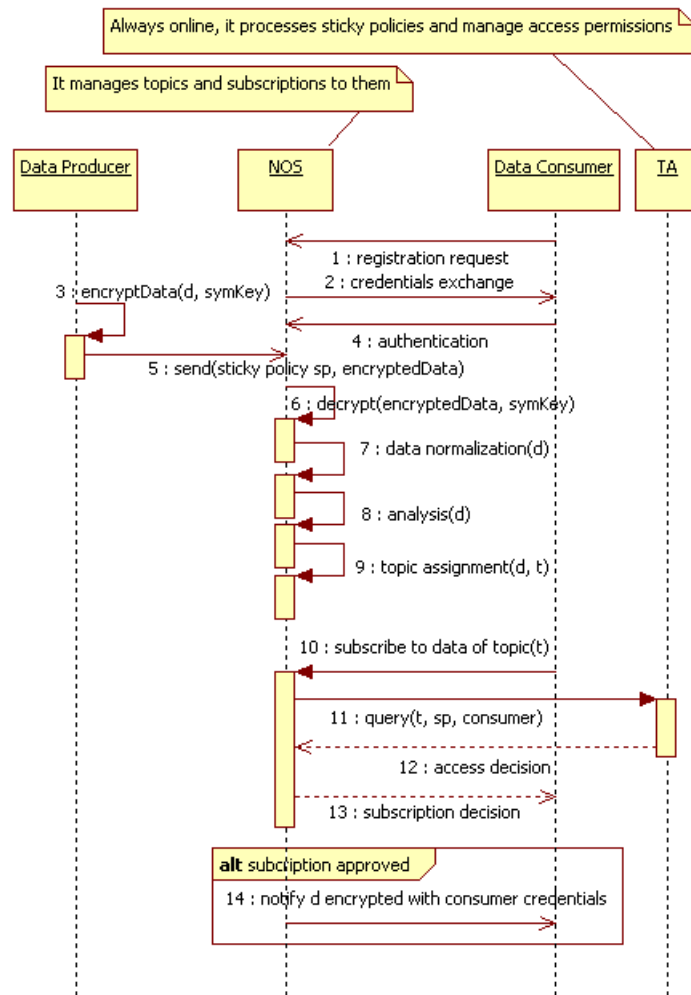 Always online, it processes sticky policies and manage access permissions
It manages topics and subscriptions to them
Data Producer
NOS
Data Consumer
TA
1 : registration request
2 : credentials exchange
3 : encryptData(d, symKey)
4 : authentication
5 : send(sticky policy sp, encryptedData)
6 : decrypt(encryptedData, symKey)
7 : data normalization(d)
8 : analysis(d)
9 : topic assignment(d, t)
10 : subscribe to data of topic(t)
11 : query(t, sp, consumer)
12 : access decision
13 : subscription decision
alt subcription approved
14 : notify d encrypted with consumer credentials